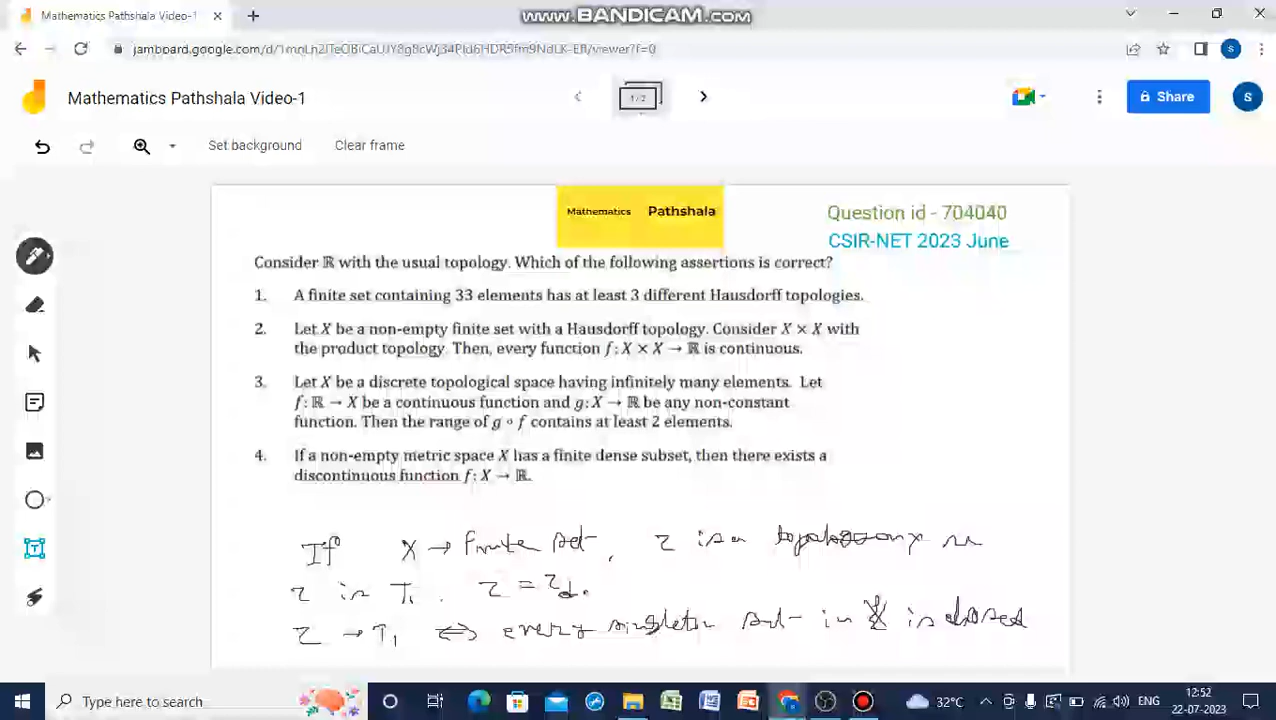 Mathematics Pathshala Video-1
www.BANDICAM.com
Mathematics Pathshala Video-1
1 / 2
Share
S
Set background
Clear frame
Mathematics Pathshala
Question id - 704040
CSIR-NET 2023 June
Consider ℝ with the usual topology. Which of the following assertions is correct?
1. A finite set containing 33 elements has at least 3 different Hausdorff topologies.
2. Let X be a non-empty finite set with a Hausdorff topology. Consider X × X with
the product topology. Then, every function f: X × X → ℝ is continuous.
3. Let X be a discrete topological space having infinitely many elements. Let
f: ℝ → X be a continuous function and g: X → ℝ be any non-constant
function. Then the range of g ∘ f contains at least 2 elements.
4. If a non-empty metric space X has a finite dense subset, then there exists a
discontinuous function f: X → ℝ.
If X → finite set, τ is a
τ is T₁. τ = τd.
τ → T₁ ⟺ every singleton set in X is closed
Type here to search
32°C
ENG
12:52
22-07-2023